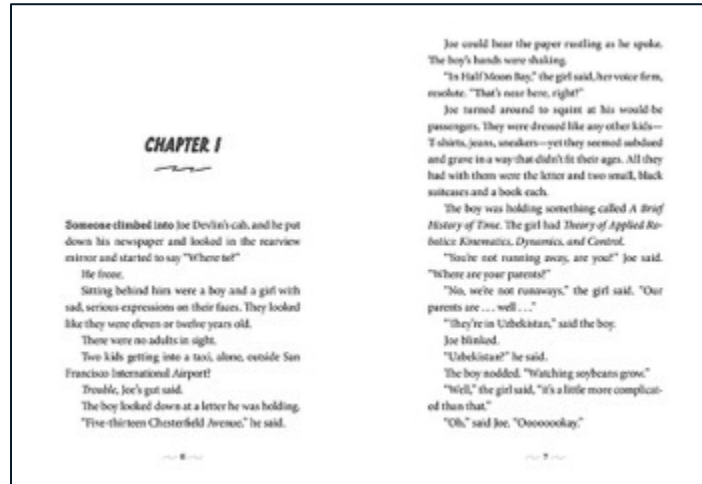 CHAPTER 1
Someone climbed into Joe Devlin's cab, and he put
down his newspaper and looked in the rearview
mirror and started to say "Where to?"
He froze.
Sitting behind him were a boy and a girl with
sad, serious expressions on their faces. They looked
like they were eleven or twelve years old.
There were no adults in sight.
Two kids getting into a taxi, alone, outside San
Francisco International Airport?
Trouble, Joe's gut said.
The boy looked down at a letter he was holding.
"Five-thirteen Chesterfield Avenue," he said.
6
Joe could hear the paper rustling as he spoke.
The boy's hands were shaking.
"In Half Moon Bay," the girl said, her voice firm,
resolute. "That's near here, right?"
Joe turned around to squint at his would-be
passengers. They were dressed like any other kids—
T-shirts, jeans, sneakers—yet they seemed subdued
and grave in a way that didn't fit their ages. All they
had with them were the letter and two small, black
suitcases and a book each.
The boy was holding something called A Brief
History of Time. The girl had Theory of Applied Ro-
botics: Kinematics, Dynamics, and Control.
"You're not running away, are you?" Joe said.
"Where are your parents?"
"No, we're not runaways," the girl said. "Our
parents are . . . well . . ."
"They're in Uzbekistan," said the boy.
Joe blinked.
"Uzbekistan?" he said.
The boy nodded. "Watching soybeans grow."
"Well," the girl said, "it's a little more complicat-
ed than that."
"Oh," said Joe. "Oooooookay."
7